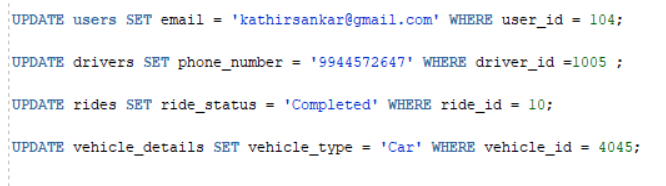 UPDATE users SET email = 'kathirsankar@gmail.com' WHERE user_id = 104;
UPDATE drivers SET phone_number = '9944572647' WHERE driver_id =1005 ;
UPDATE rides SET ride_status = 'Completed' WHERE ride_id = 10;
UPDATE vehicle_details SET vehicle_type = 'Car' WHERE vehicle_id = 4045;